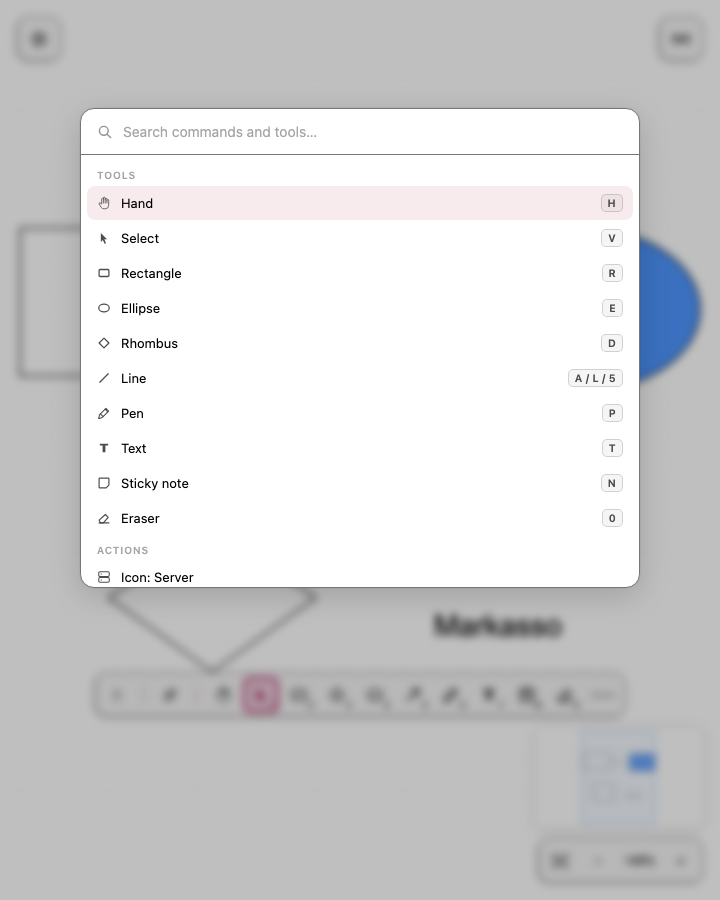 Search commands and tools...
TOOLS
Hand H
Select V
Rectangle R
Ellipse E
Rhombus D
Line A / L / 5
Pen P
Text T
Sticky note N
Eraser 0
ACTIONS
Icon: Server
Markasso